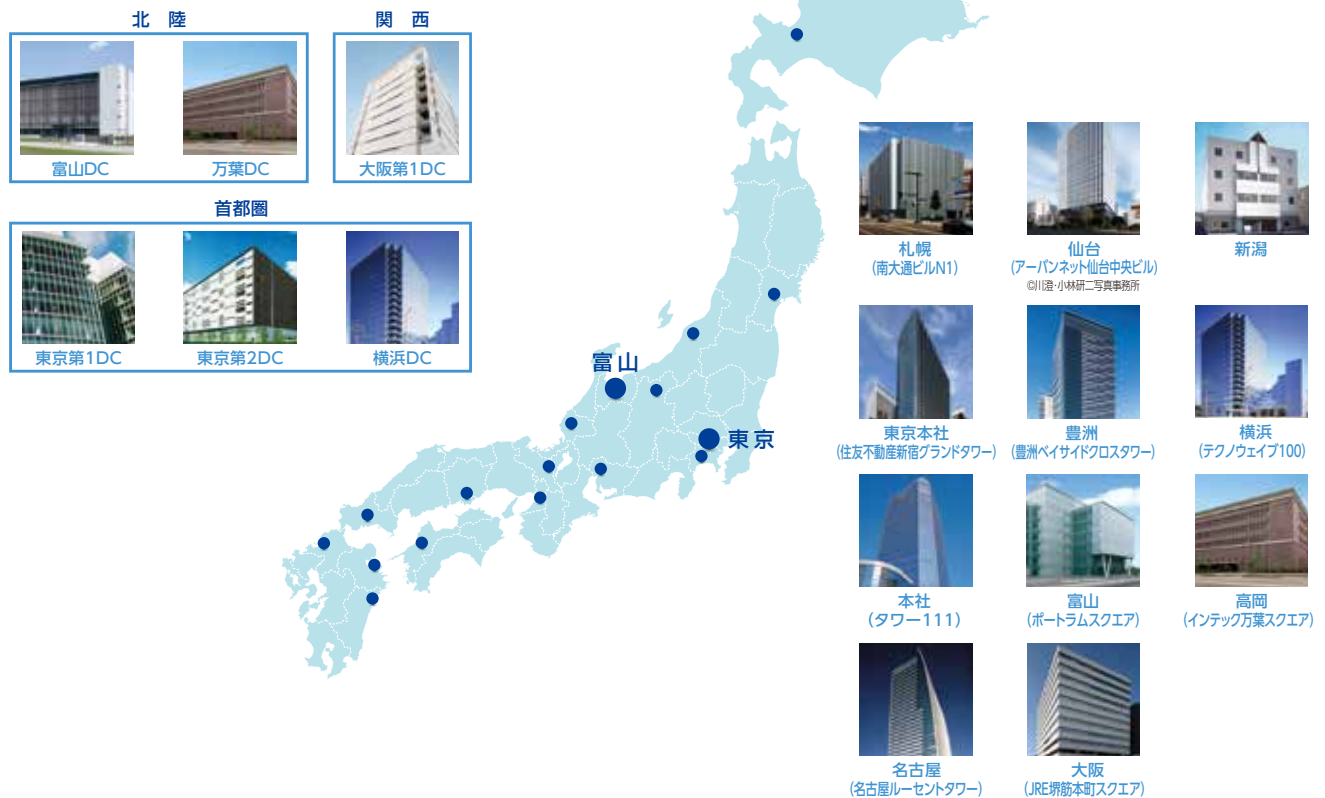 北 陸
関 西
富山DC
万葉DC
大阪第1DC
首都圏
東京第1DC
東京第2DC
横浜DC
富山
東京
札幌
(南大通ビルN1)
仙台
(アーバンネット仙台中央ビル)
©川澄･小林研二写真事務所
新潟
東京本社
(住友不動産新宿グランドタワー)
豊洲
(豊洲ベイサイドクロスタワー)
横浜
(テクノウェイブ100)
本社
(タワー111)
富山
(ポートラムスクエア)
高岡
(インテック万葉スクエア)
名古屋
(名古屋ルーセントタワー)
大阪
(JRE堺筋本町スクエア)